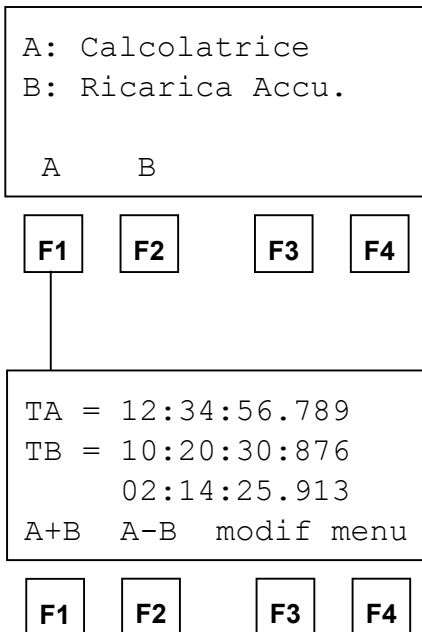 A: Calcolatrice
B: Ricarica Accu.
A B
F1 F2 F3 F4
TA = 12:34:56.789
TB = 10:20:30:876
02:14:25.913
A+B A-B modif menu
F1 F2 F3 F4